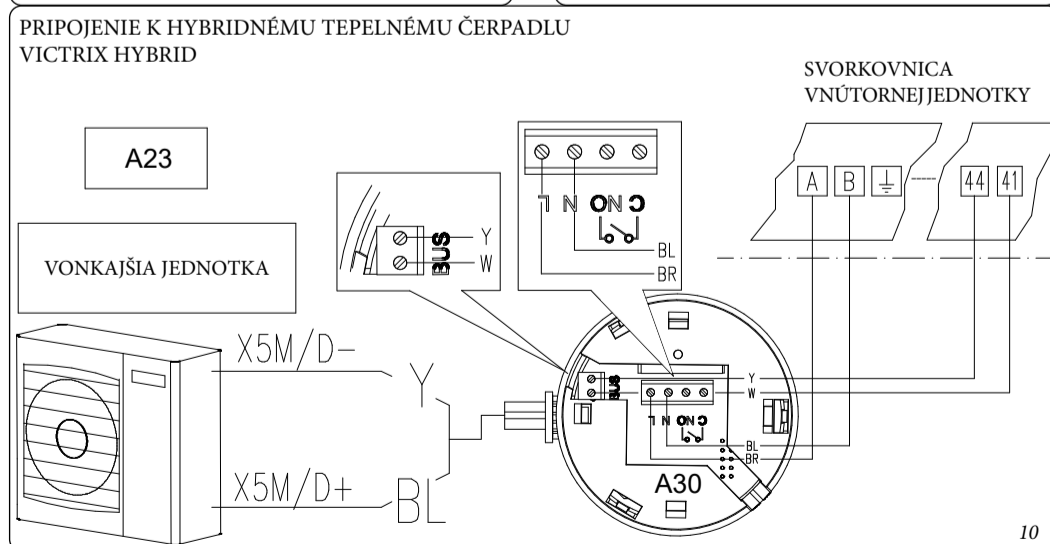 PRIPOJENIE K HYBRIDNÉMU TEPELNÉMU ČERPADLU
VICTRIX HYBRID
SVORKOVNICA
VNÚTORNEJ JEDNOTKY
A23
A B 44 41
L N NO C
BUS
Y
W
BL
BR
VONKAJŠIA JEDNOTKA
X5M/D-
Y
X5M/D+
BL
BUS
L N NO C
Y
W
BL
BR
A30
10